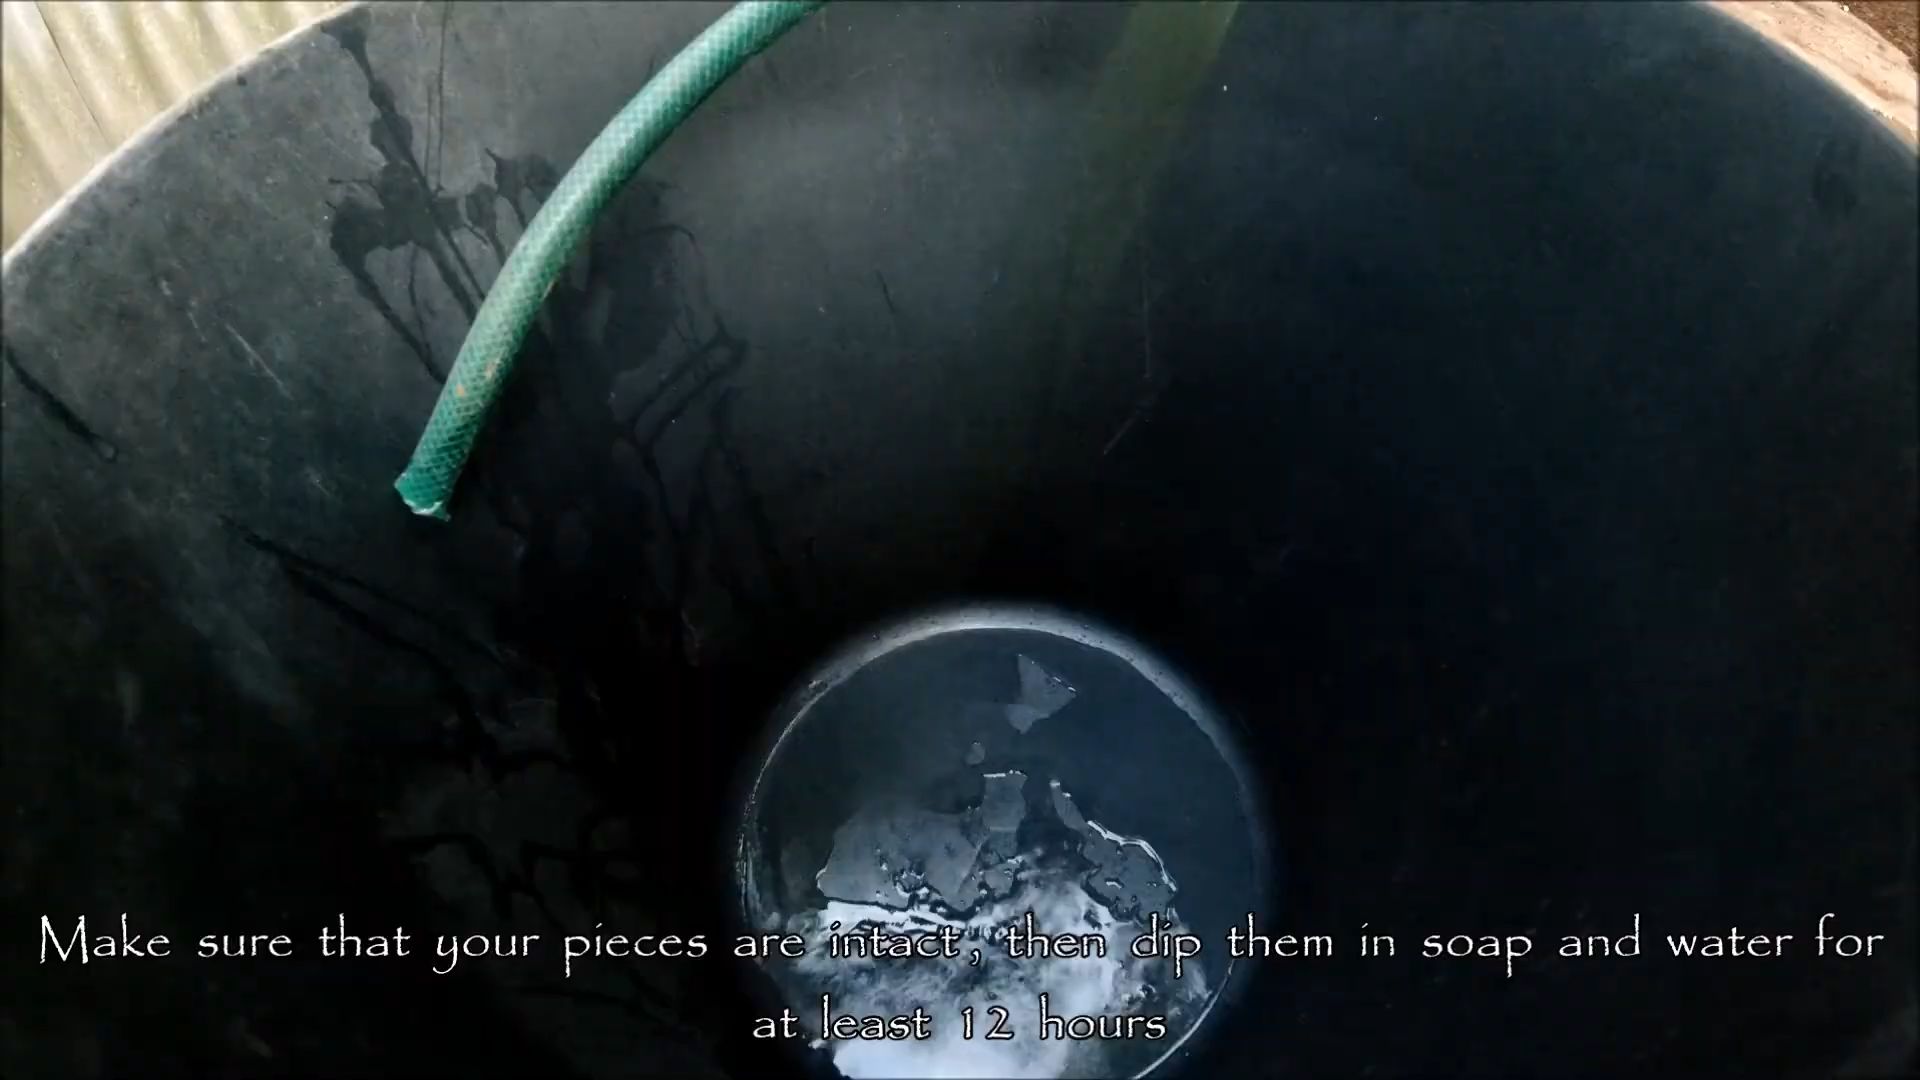 Make sure that your pieces are intact, then dip them in soap and water for
at least 12 hours